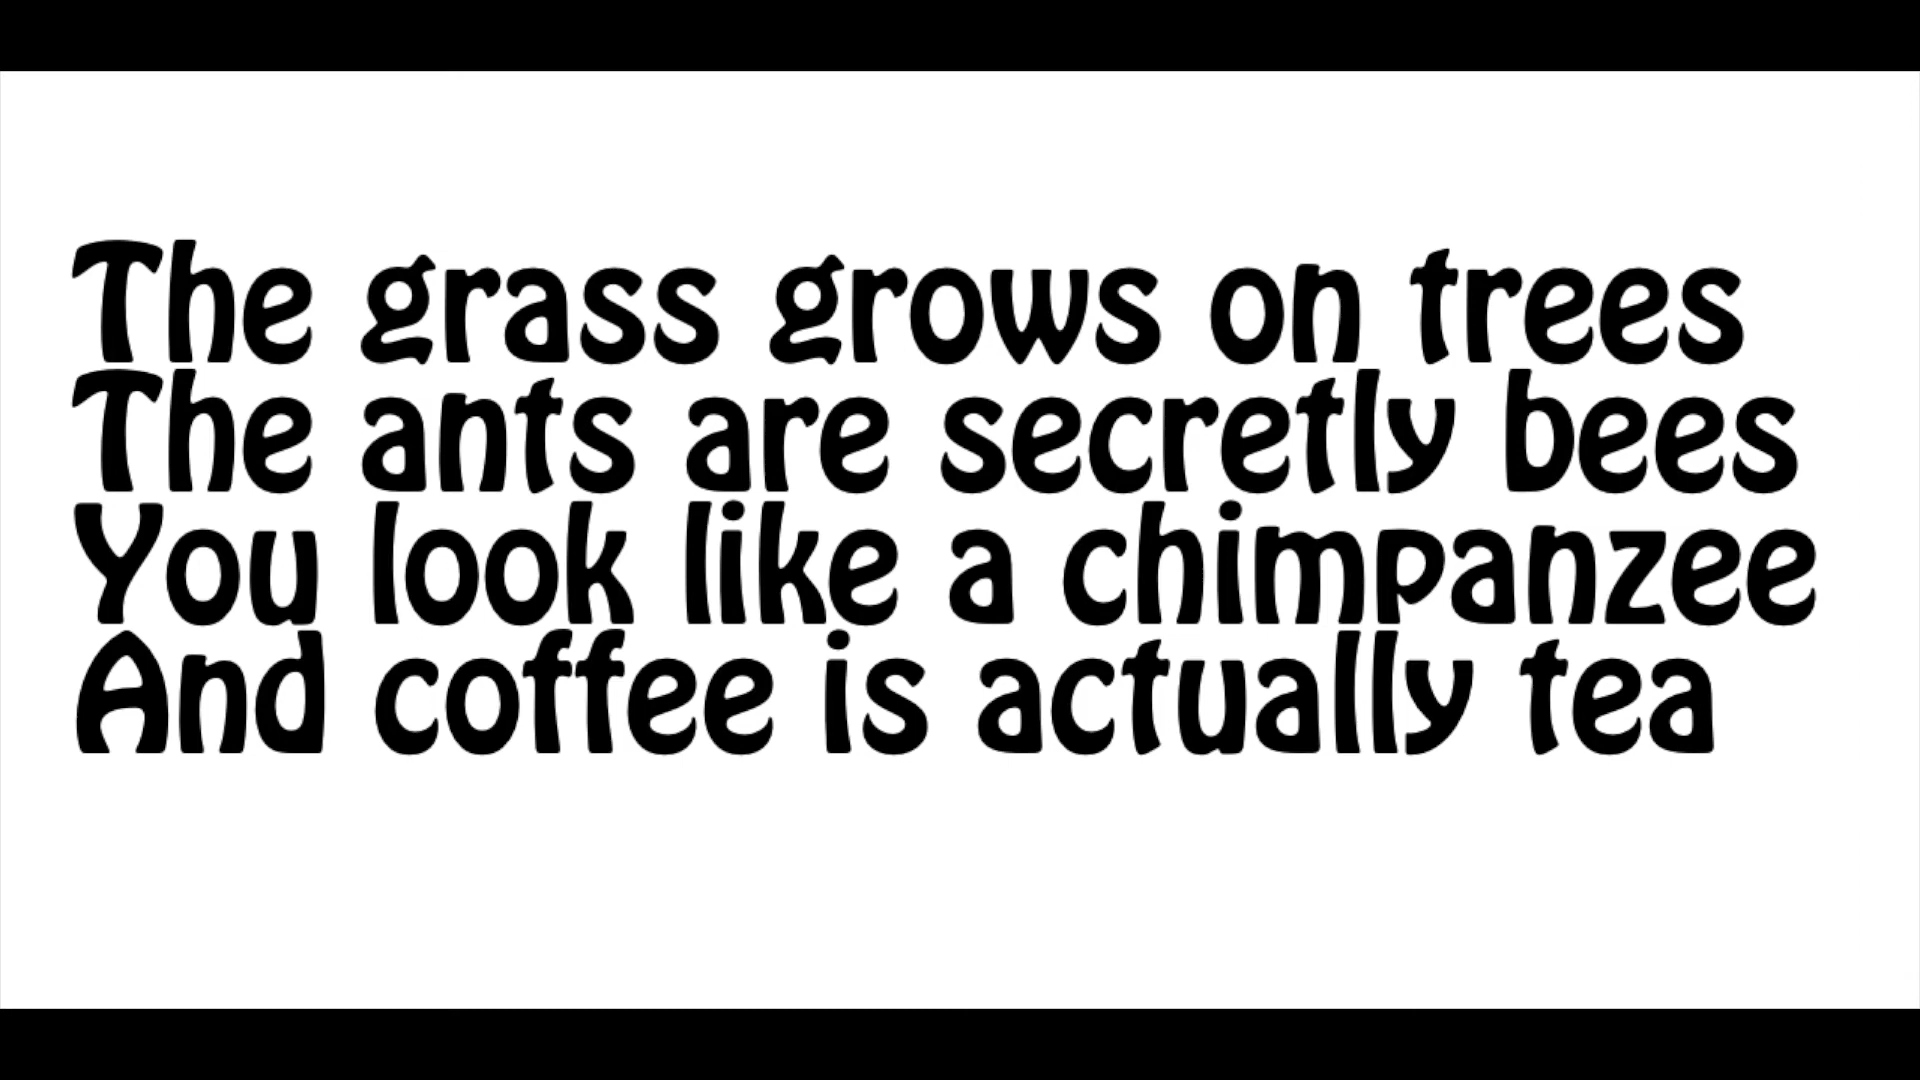 The grass grows on trees
The ants are secretly bees
You look like a chimpanzee
And coffee is actually tea